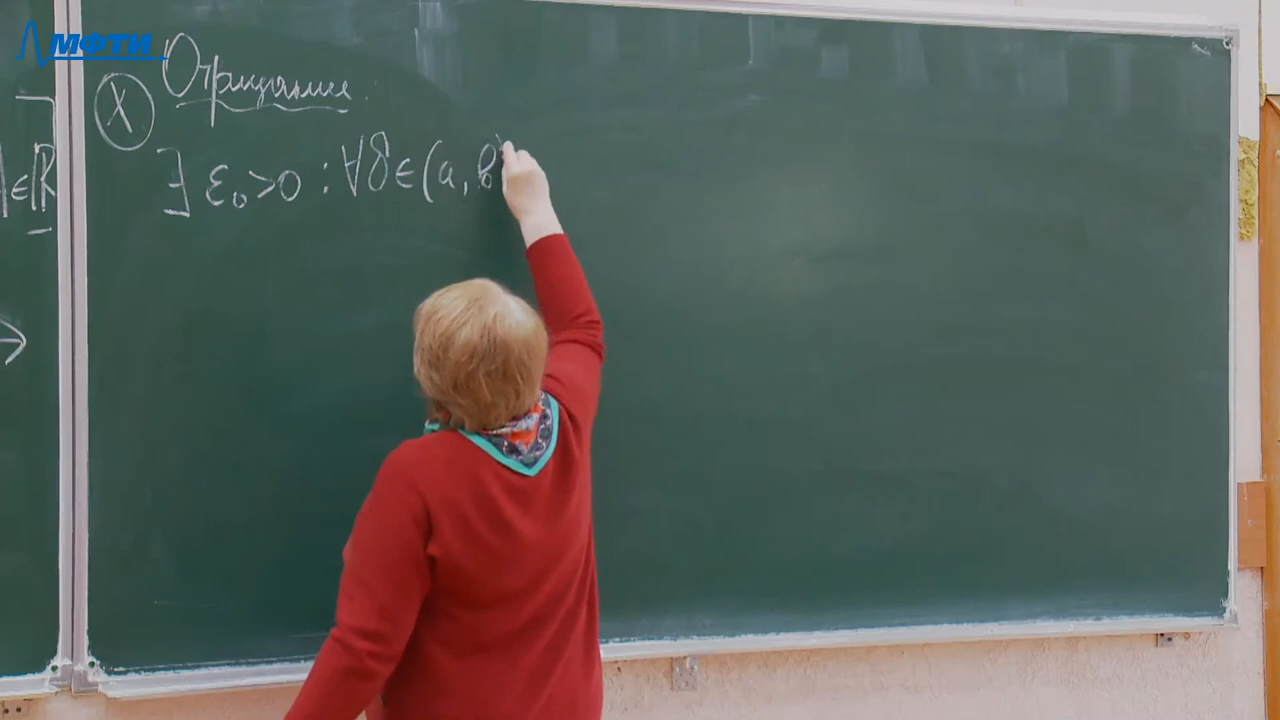 МФТИ
X Отрицание.
∃ ε₀>0 : ∀δ∈(a, b)
∈ℝ
→